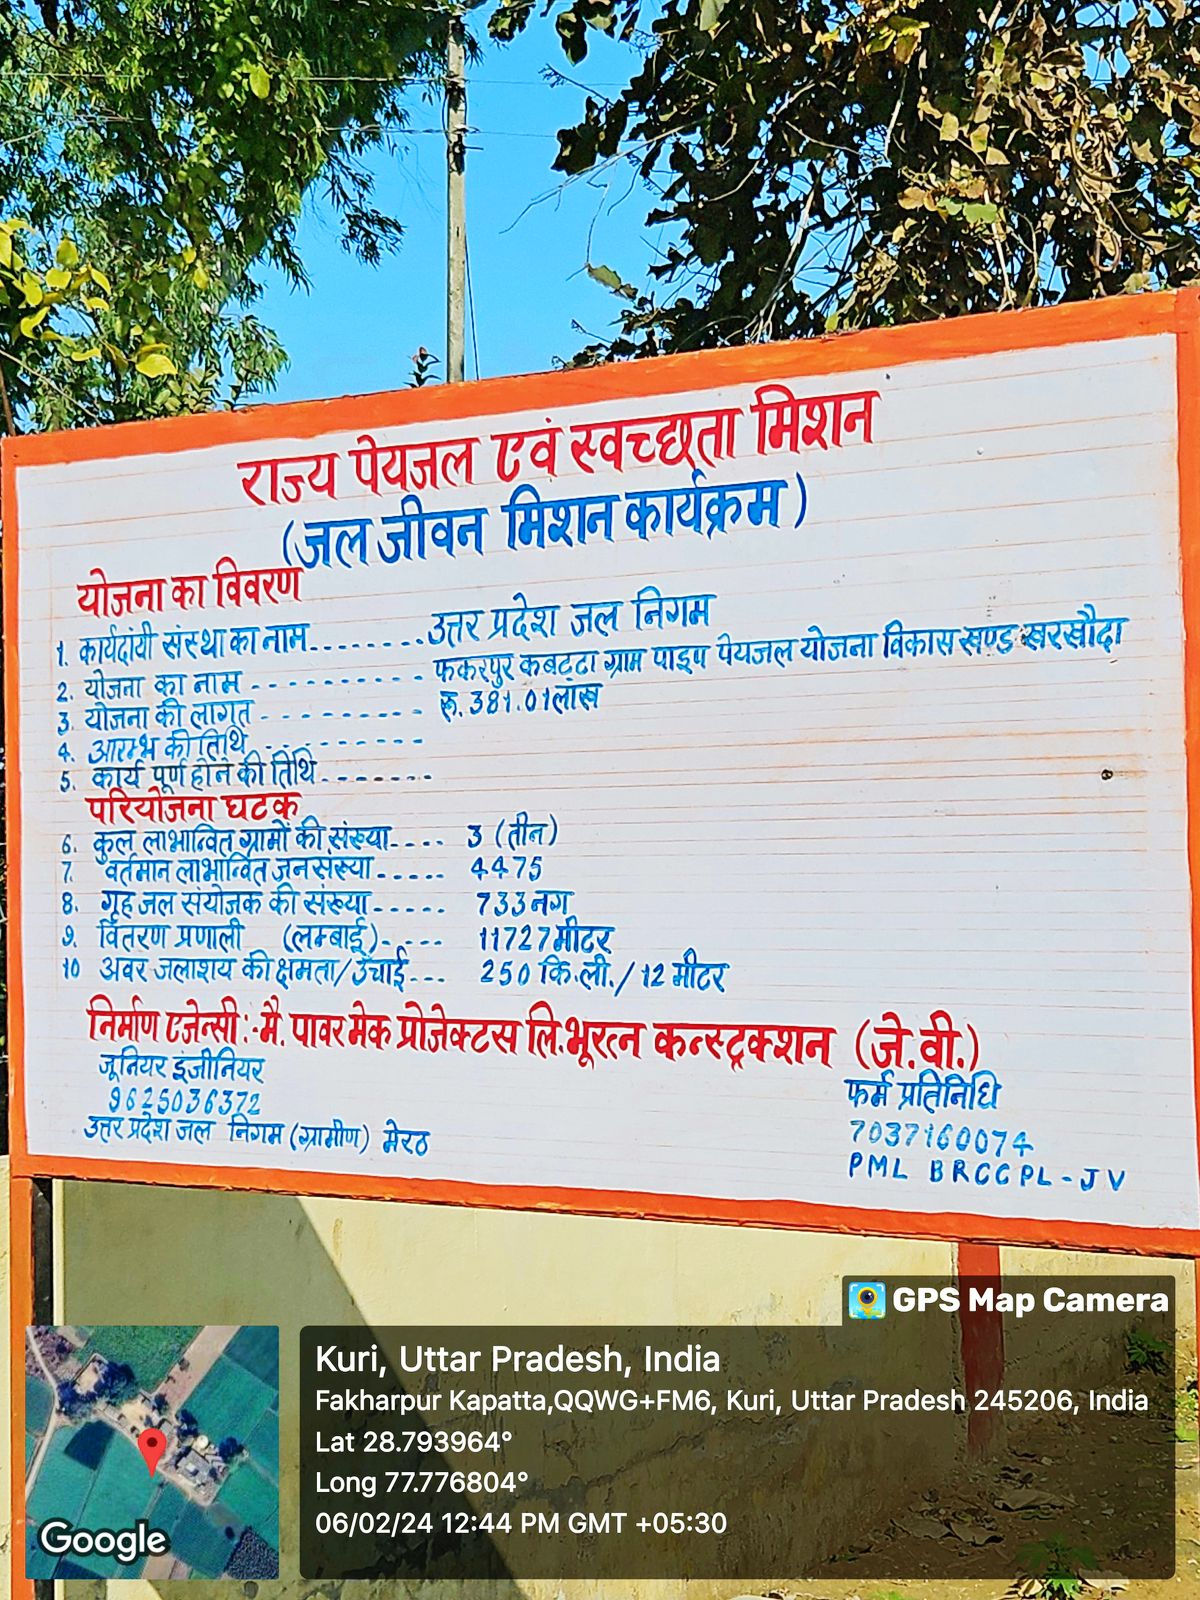 राज्य पेयजल एवं स्वच्छता मिशन
(जल जीवन मिशन कार्यक्रम)
योजना का विवरण
1. कार्यदायी संस्था का नाम........ उत्तर प्रदेश जल निगम
2. योजना का नाम .......... फकरपुर कबट्टा ग्राम पाइप पेयजल योजना विकास खण्ड खरखौदा
3. योजना की लागत .......... रू. 381.01 लाख
4. आरम्भ की तिथि ..........
5. कार्य पूर्ण होने की तिथि .......
परियोजना घटक
6. कुल लाभान्वित ग्रामों की संख्या.... 3 (तीन)
7. वर्तमान लाभान्वित जनसंख्या..... 4475
8. गृह जल संयोजक की संख्या..... 733 नग
9. वितरण प्रणाली (लम्बाई)..... 11727 मीटर
10 अवर जलाशय की क्षमता/उंचाई... 250 कि.ली./ 12 मीटर
निर्माण एजेन्सी:-मै. पावर मेक प्रोजेक्टस लि. भूरत्न कन्स्ट्रक्शन (जे.वी.)
जूनियर इंजीनियर
9625036372
उत्तर प्रदेश जल निगम (ग्रामीण) मेरठ
फर्म प्रतिनिधि
7037160074
PML BRCCPL-JV
GPS Map Camera
Kuri, Uttar Pradesh, India
Fakharpur Kapatta,QQWG+FM6, Kuri, Uttar Pradesh 245206, India
Lat 28.793964°
Long 77.776804°
06/02/24 12:44 PM GMT +05:30
Google